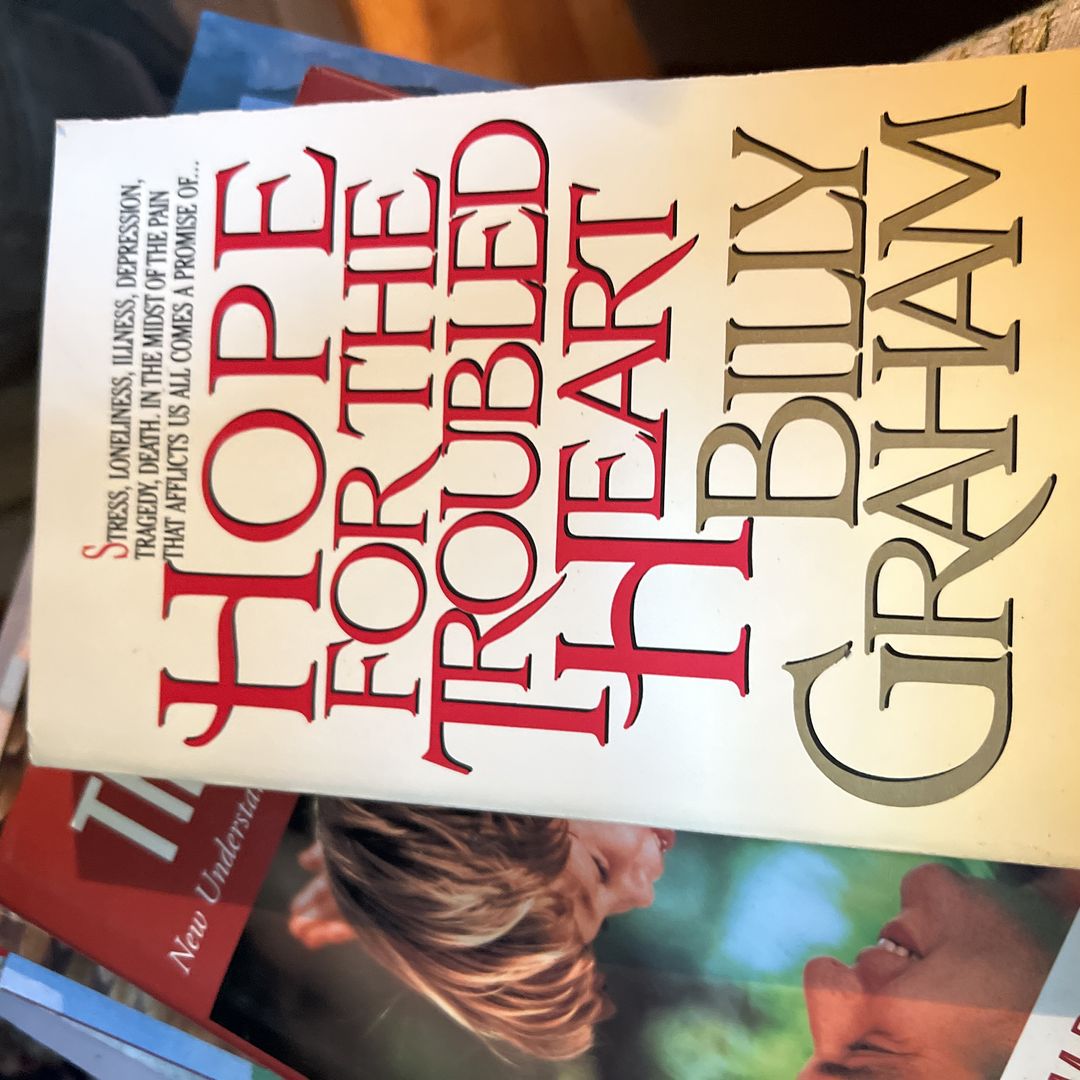 STRESS, LONELINESS, ILLNESS, DEPRESSION,
TRAGEDY, DEATH. IN THE MIDST OF THE PAIN
THAT AFFLICTS US ALL COMES A PROMISE OF...
HOPE
FOR THE
TROUBLED
HEART
BILLY
GRAHAM
New